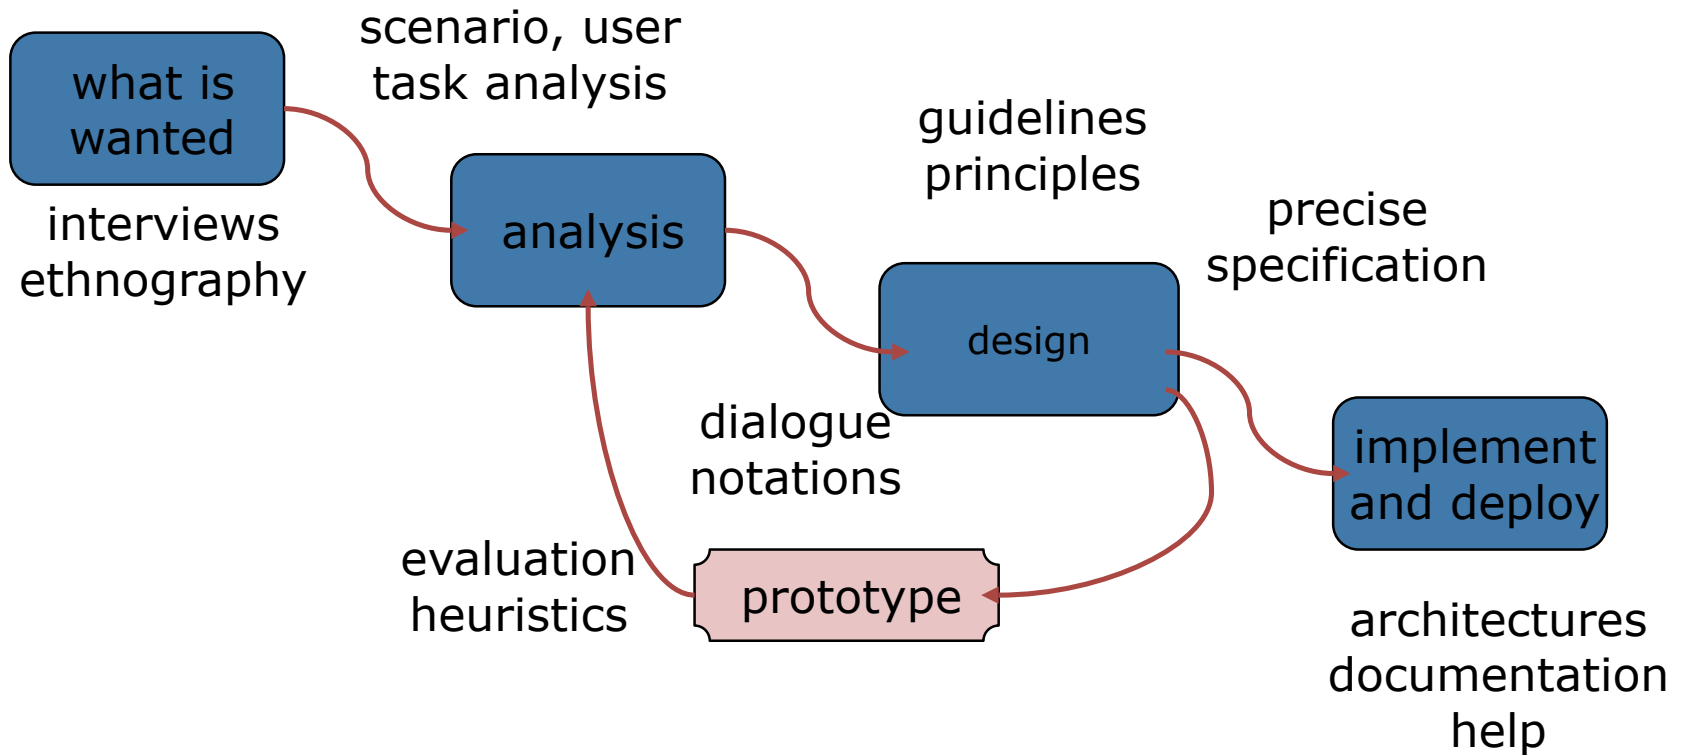 what is
wanted
interviews
ethnography
scenario, user
task analysis
analysis
guidelines
principles
design
precise
specification
dialogue
notations
evaluation
heuristics
prototype
implement
and deploy
architectures
documentation
help